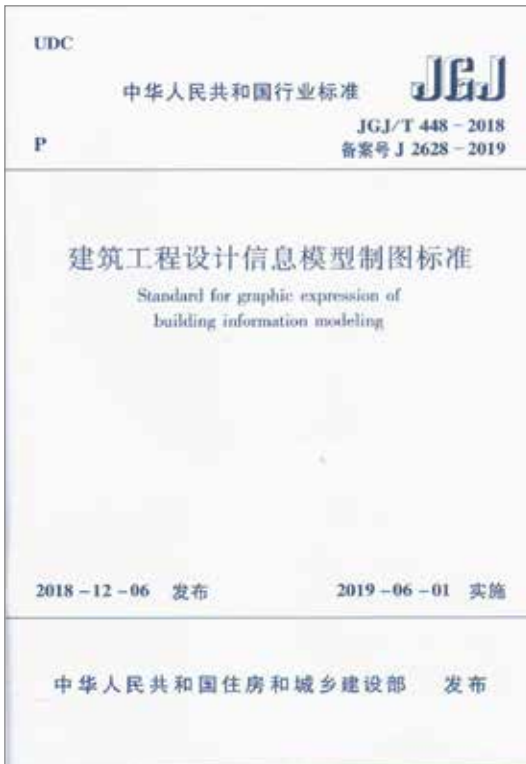 UDC
中华人民共和国行业标准
JGJ
JGJ/T 448-2018
P
备案号 J 2628-2019
建筑工程设计信息模型制图标准
Standard for graphic expression of
building information modeling
2018-12-06 发布
2019-06-01 实施
中华人民共和国住房和城乡建设部 发布